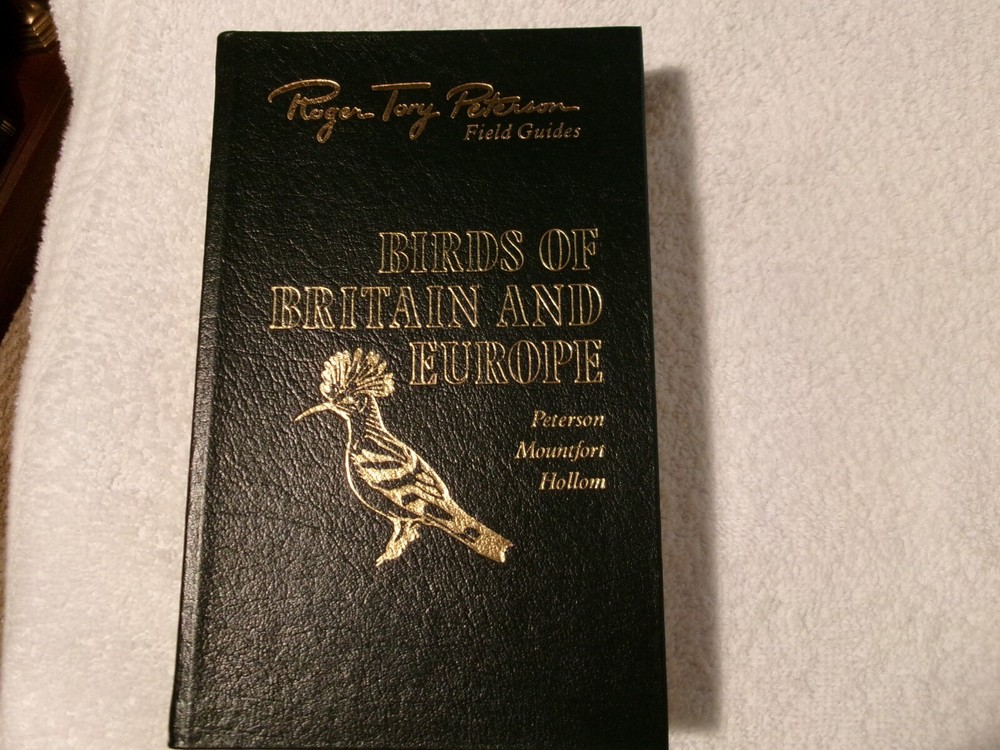 Roger Tory Peterson
Field Guides
BIRDS OF
BRITAIN AND
EUROPE
Peterson
Mountfort
Hollom